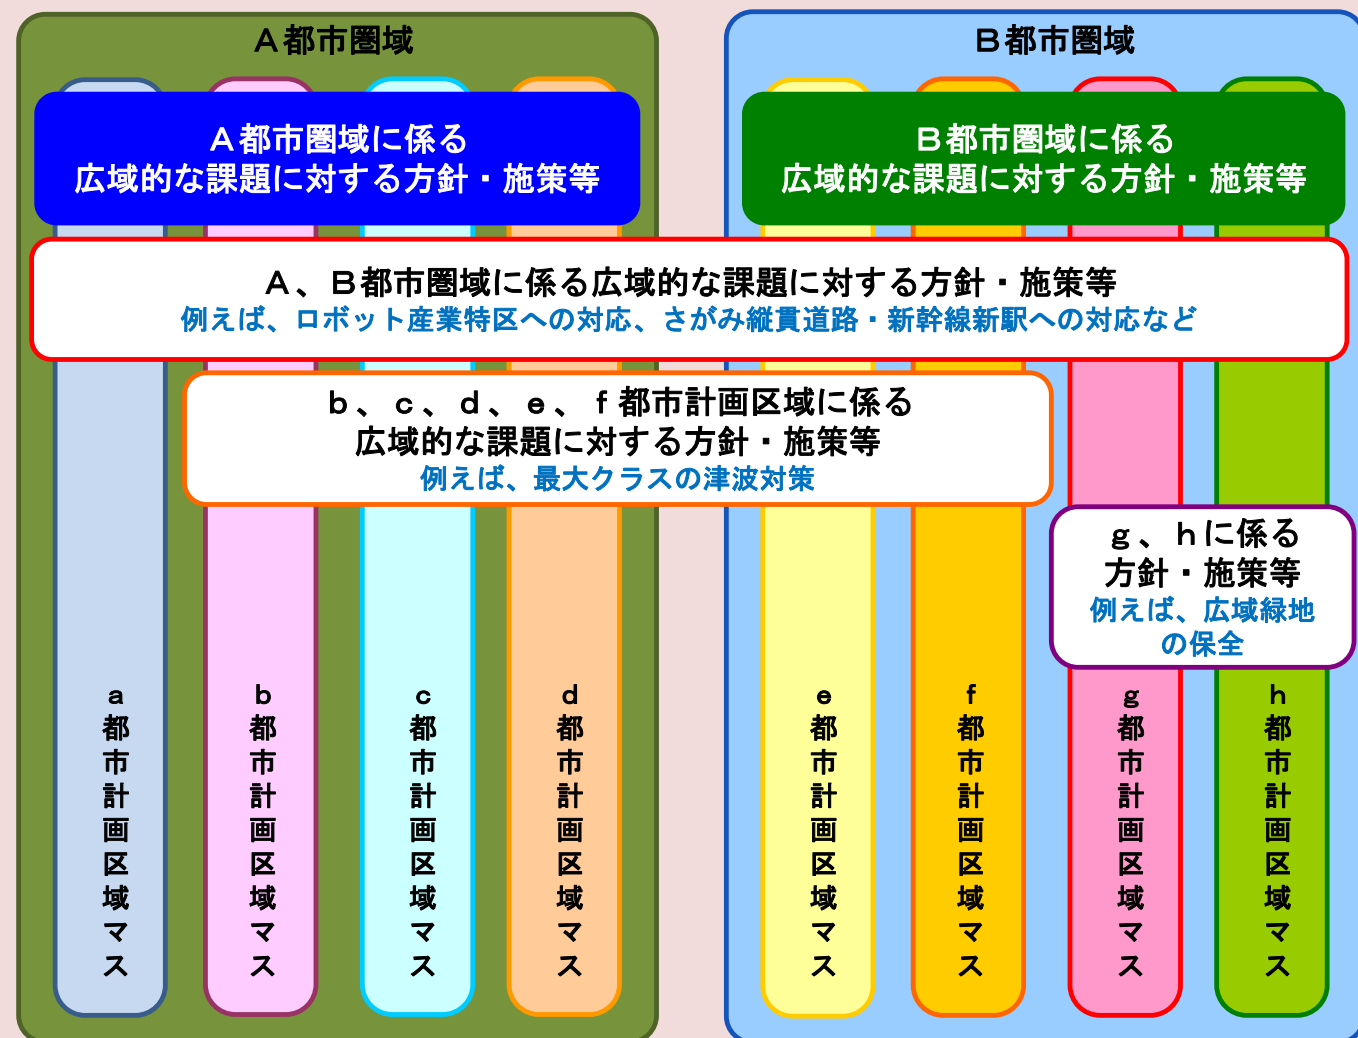 A都市圏域
B都市圏域
A都市圏域に係る
広域的な課題に対する方針・施策等
B都市圏域に係る
広域的な課題に対する方針・施策等
A、B都市圏域に係る広域的な課題に対する方針・施策等
例えば、ロボット産業特区への対応、さがみ縦貫道路・新幹線新駅への対応など
b、c、d、e、f都市計画区域に係る
広域的な課題に対する方針・施策等
例えば、最大クラスの津波対策
g、hに係る
方針・施策等
例えば、広域緑地
の保全
a都市計画区域マス
b都市計画区域マス
c都市計画区域マス
d都市計画区域マス
e都市計画区域マス
f都市計画区域マス
g都市計画区域マス
h都市計画区域マス